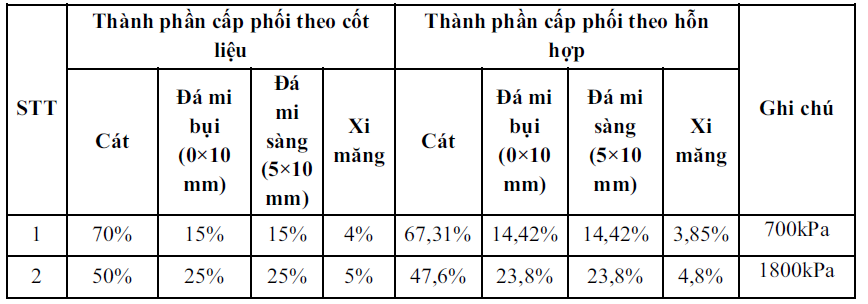 STT
Thành phần cấp phối theo cốt
liệu
Thành phần cấp phối theo hỗn
hợp
Ghi chú
Cát
Đá mi
bụi
(0×10
mm)
Đá
mi
sàng
(5×10
mm)
Xi
măng
Cát
Đá mi
bụi
(0×10
mm)
Đá mi
sàng
(5×10
mm)
Xi
măng
1 70% 15% 15% 4% 67,31% 14,42% 14,42% 3,85% 700kPa
2 50% 25% 25% 5% 47,6% 23,8% 23,8% 4,8% 1800kPa